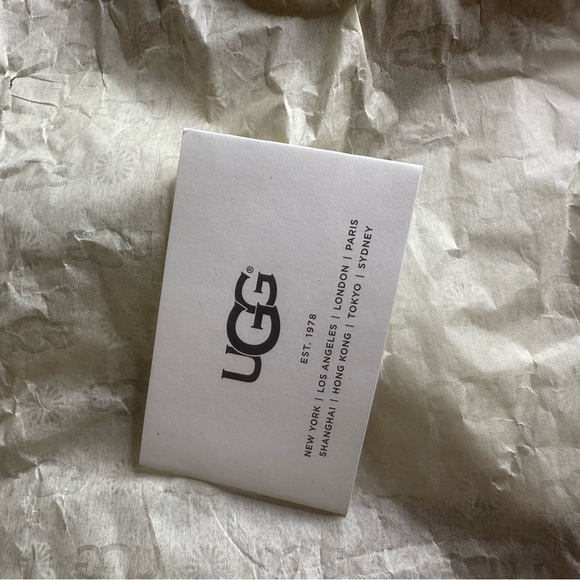 UGG®
EST. 1978
NEW YORK | LOS ANGELES | LONDON | PARIS
SHANGHAI | HONG KONG | TOKYO | SYDNEY